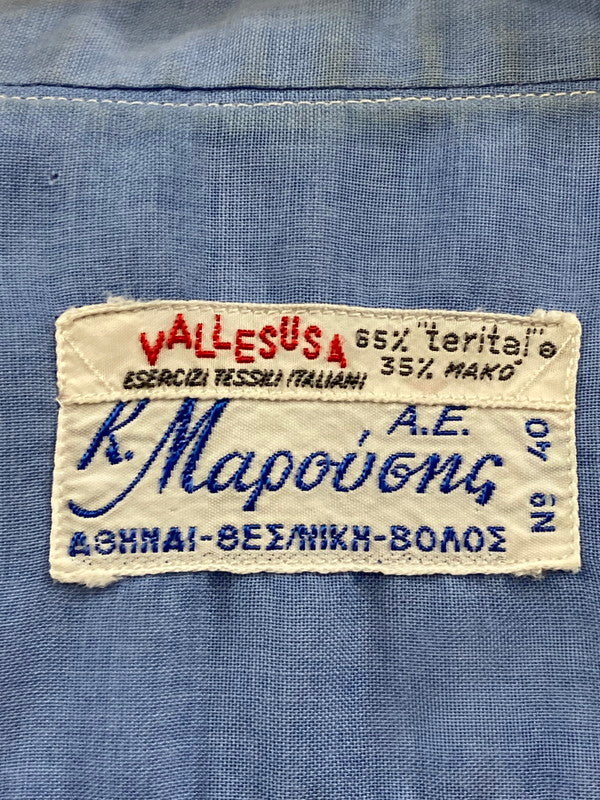 VALLESUSA 65% "terital"®
ESERCIZI TESSILI ITALIANI 35% MAKO
Κ. Μαρούσης Α.Ε.
ΑΘΗΝΑΙ-ΘΕΣ/ΝΙΚΗ-ΒΟΛΟΣ
Nº 40